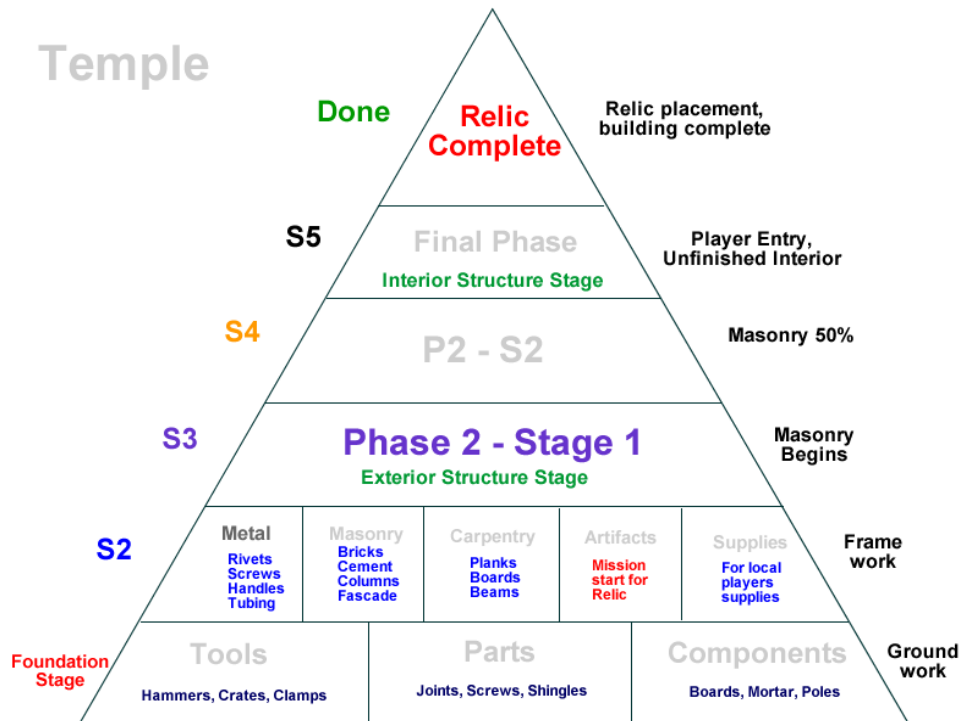 Temple
Done
Relic
Complete
Relic placement,
building complete
S5
Final Phase
Interior Structure Stage
Player Entry,
Unfinished Interior
S4
P2 - S2
Masonry 50%
S3
Phase 2 - Stage 1
Exterior Structure Stage
Masonry
Begins
S2
Metal
Rivets
Screws
Handles
Tubing
Masonry
Bricks
Cement
Columns
Fascade
Carpentry
Planks
Boards
Beams
Artifacts
Mission
start for
Relic
Supplies
For local
players
supplies
Frame
work
Foundation
Stage
Tools
Hammers, Crates, Clamps
Parts
Joints, Screws, Shingles
Components
Boards, Mortar, Poles
Ground
work